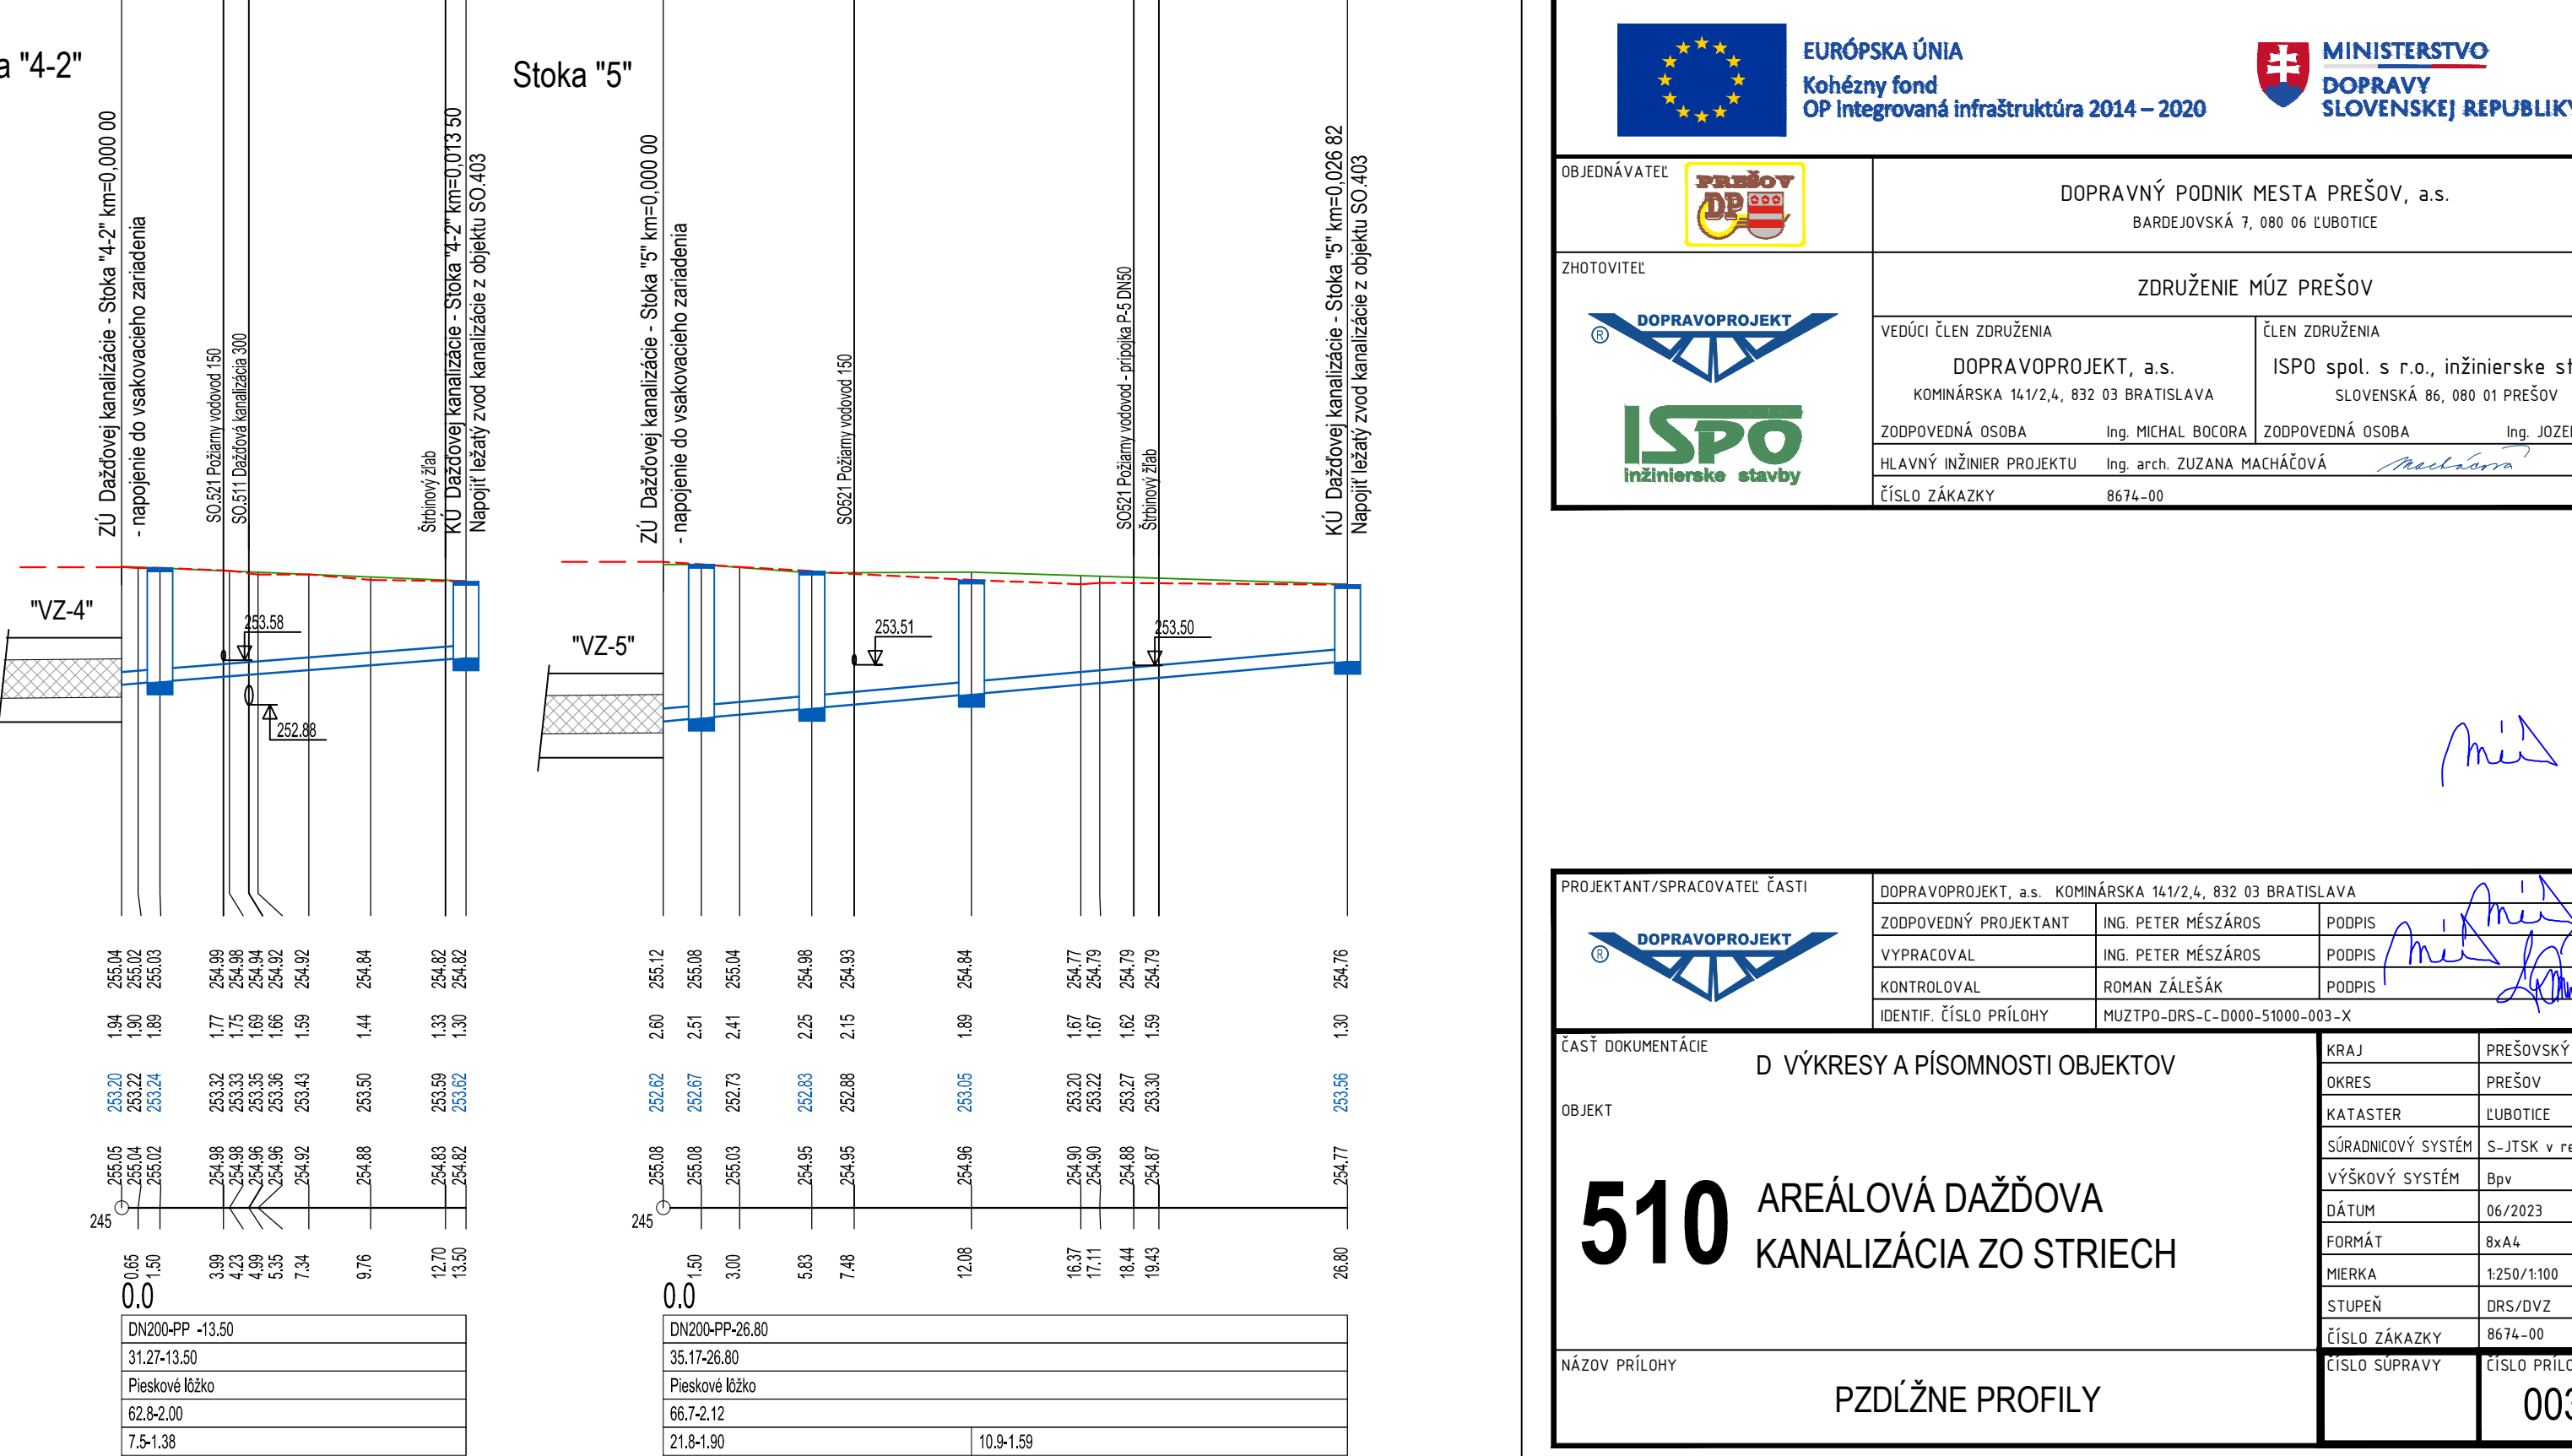 a "4-2"
ZÚ Dažďovej kanalizácie - Stoka "4-2" km=0,000 00
- napojenie do vsakovacieho zariadenia
SO.521 Požiarny vodovod 150
SO.511 Dažďová kanalizácia 300
Štrbinový žľab
KÚ Dažďovej kanalizácie - Stoka "4-2" km=0,013 50
Napojiť ležatý zvod kanalizácie z objektu SO.403
"VZ-4"
253.58
252.88
255.04 255.02 255.03 254.99 254.98 254.94 254.92 254.92 254.84 254.82 254.82
1.94 1.90 1.89 1.77 1.75 1.69 1.66 1.59 1.44 1.33 1.30
253.20 253.22 253.24 253.32 253.33 253.35 253.36 253.43 253.50 253.59 253.62
255.05 255.04 255.02 254.98 254.98 254.96 254.96 254.92 254.88 254.83 254.82
245
0.65 1.50 3.99 4.23 4.99 5.35 7.34 9.76 12.70 13.50
0.0
DN200-PP -13.50
31.27-13.50
Pieskové lôžko
62.8-2.00
7.5-1.38
Stoka "5"
ZÚ Dažďovej kanalizácie - Stoka "5" km=0,000 00
- napojenie do vsakovacieho zariadenia
SO521 Požiarny vodovod 150
SO521 Požiarny vodovod - prípojka P-5 DN50
Štrbinový žľab
KÚ Dažďovej kanalizácie - Stoka "5" km=0,026 82
Napojiť ležatý zvod kanalizácie z objektu SO.403
"VZ-5"
253.51
253.50
255.12 255.08 255.04 254.98 254.93 254.84 254.77 254.79 254.79 254.79 254.76
2.60 2.51 2.41 2.25 2.15 1.89 1.67 1.67 1.62 1.59 1.30
252.62 252.67 252.73 252.83 252.88 253.05 253.20 253.22 253.27 253.30 253.56
255.08 255.08 255.03 254.95 254.95 254.96 254.90 254.90 254.88 254.87 254.77
245
1.50 3.00 5.83 7.48 12.08 16.37 17.11 18.44 19.43 26.80
0.0
DN200-PP-26.80
35.17-26.80
Pieskové lôžko
66.7-2.12
21.8-1.90 10.9-1.59
EURÓPSKA ÚNIA
Kohézny fond
OP Integrovaná infraštruktúra 2014 – 2020
MINISTERSTVO
DOPRAVY
SLOVENSKEJ REPUBLIKY
OBJEDNÁVATEĽ
PREŠOV
DP
DOPRAVNÝ PODNIK MESTA PREŠOV, a.s.
BARDEJOVSKÁ 7, 080 06 ĽUBOTICE
ZHOTOVITEĽ
ZDRUŽENIE MÚZ PREŠOV
DOPRAVOPROJEKT
®
ISPO
inžinierske stavby
VEDÚCI ČLEN ZDRUŽENIA
DOPRAVOPROJEKT, a.s.
KOMINÁRSKA 141/2,4, 832 03 BRATISLAVA
ZODPOVEDNÁ OSOBA Ing. MICHAL BOCORA
ČLEN ZDRUŽENIA
ISPO spol. s r.o., inžinierske st
SLOVENSKÁ 86, 080 01 PREŠOV
ZODPOVEDNÁ OSOBA Ing. JOZE
HLAVNÝ INŽINIER PROJEKTU Ing. arch. ZUZANA MACHÁČOVÁ
ČÍSLO ZÁKAZKY 8674-00
PROJEKTANT/SPRACOVATEĽ ČASTI
DOPRAVOPROJEKT
®
DOPRAVOPROJEKT, a.s. KOMINÁRSKA 141/2,4, 832 03 BRATISLAVA
ZODPOVEDNÝ PROJEKTANT ING. PETER MÉSZÁROS PODPIS
VYPRACOVAL ING. PETER MÉSZÁROS PODPIS
KONTROLOVAL ROMAN ZÁLEŠÁK PODPIS
IDENTIF. ČÍSLO PRÍLOHY MUZTPO-DRS-C-D000-51000-003-X
ČASŤ DOKUMENTÁCIE
D VÝKRESY A PÍSOMNOSTI OBJEKTOV
OBJEKT
510 AREÁLOVÁ DAŽĎOVA
KANALIZÁCIA ZO STRIECH
KRAJ PREŠOVSKÝ
OKRES PREŠOV
KATASTER ĽUBOTICE
SÚRADNICOVÝ SYSTÉM S-JTSK v re
VÝŠKOVÝ SYSTÉM Bpv
DÁTUM 06/2023
FORMÁT 8xA4
MIERKA 1:250/1:100
STUPEŇ DRS/DVZ
ČÍSLO ZÁKAZKY 8674-00
NÁZOV PRÍLOHY
PZDĹŽNE PROFILY
ČÍSLO SÚPRAVY
ČÍSLO PRÍLO
003